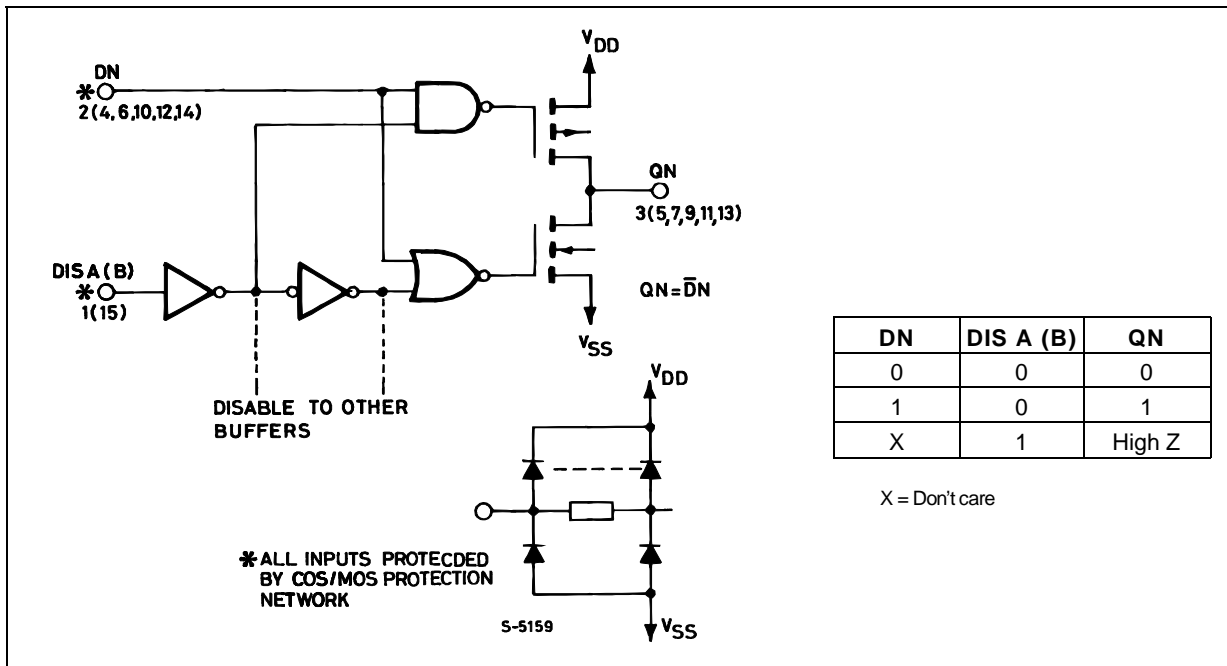 V DD
DN
* 2(4,6,10,12,14)
QN
3(5,7,9,11,13)
DIS A (B)
* 1(15)
QN=D̅N
V SS
DISABLE TO OTHER
BUFFERS
V DD
* ALL INPUTS PROTECDED
BY COS/MOS PROTECTION
NETWORK
S-5159
V SS
DN DIS A (B) QN
0 0 0
1 0 1
X 1 High Z
X = Don't care